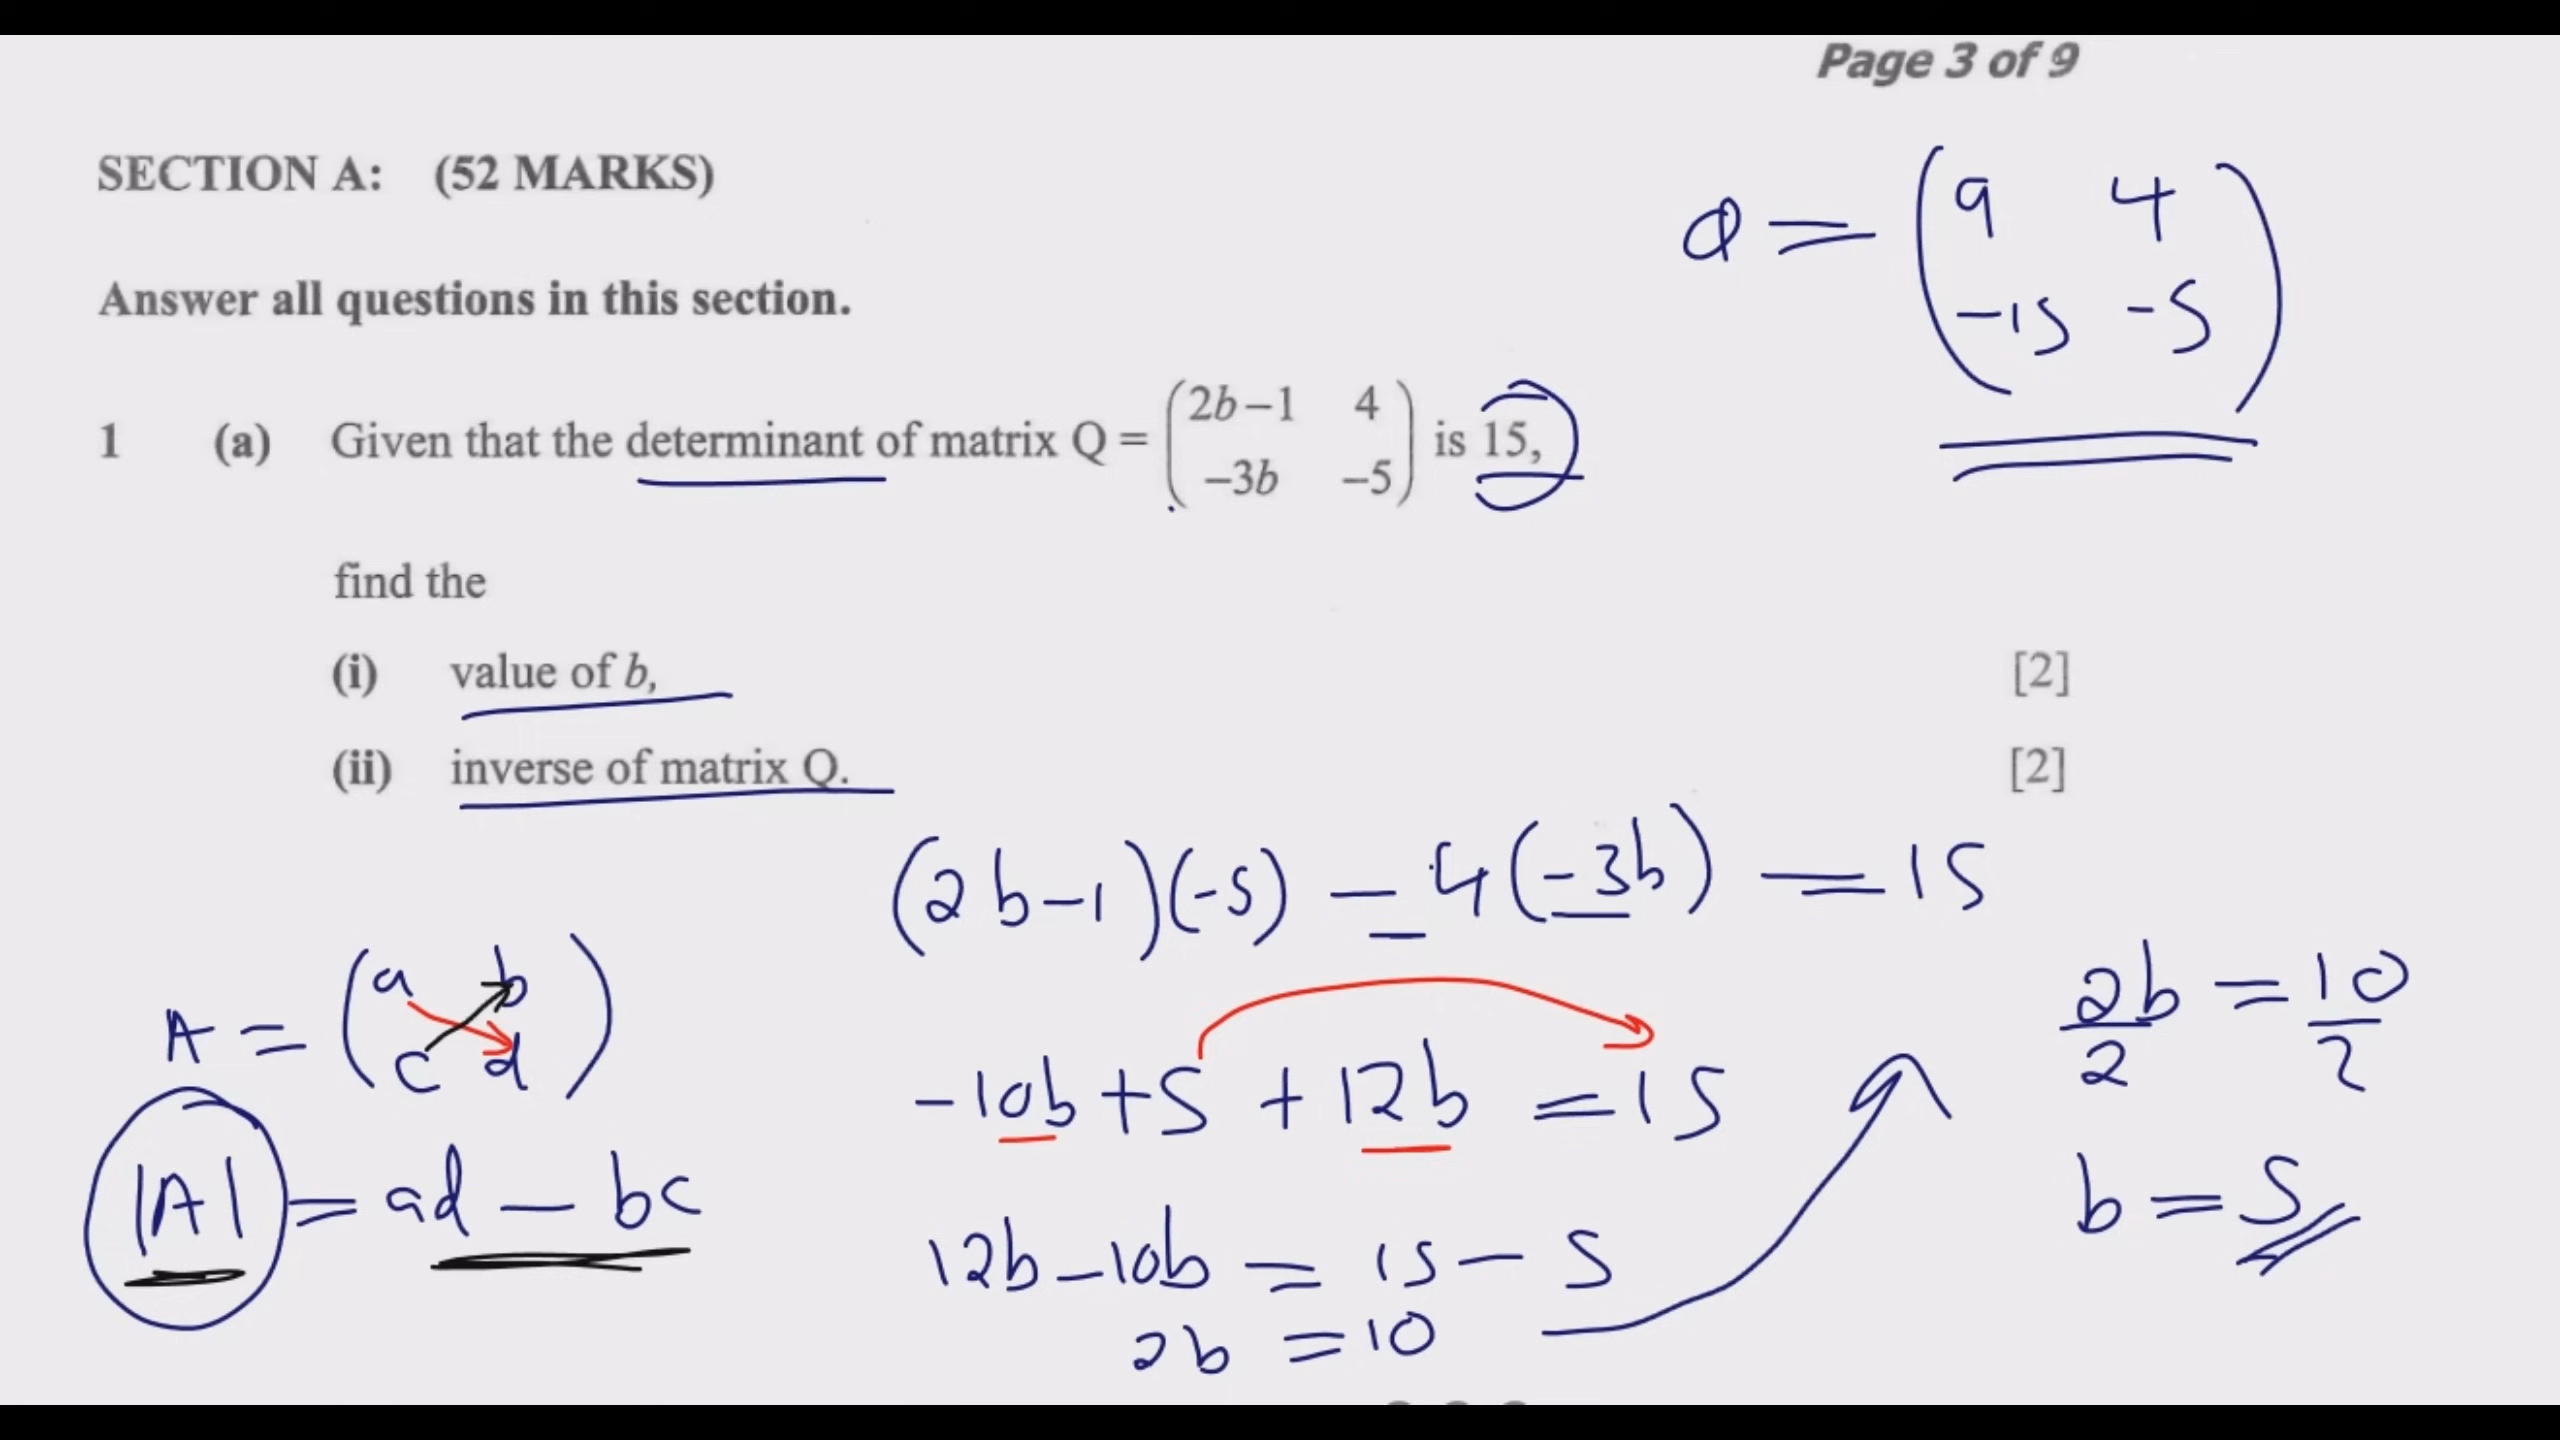 Page 3 of 9
SECTION A: (52 MARKS)
Q = (9 4
-15 -5)
Answer all questions in this section.
1 (a) Given that the determinant of matrix Q = (2b−1 4
−3b −5) is 15,
find the
(i) value of b, [2]
(ii) inverse of matrix Q. [2]
(2b-1)(-5) - 4(-3b) = 15
A = (a b
c d)
|A| = ad - bc
-10b + 5 + 12b = 15
12b - 10b = 15 - 5
2b = 10
2b/2 = 10/2
b = 5